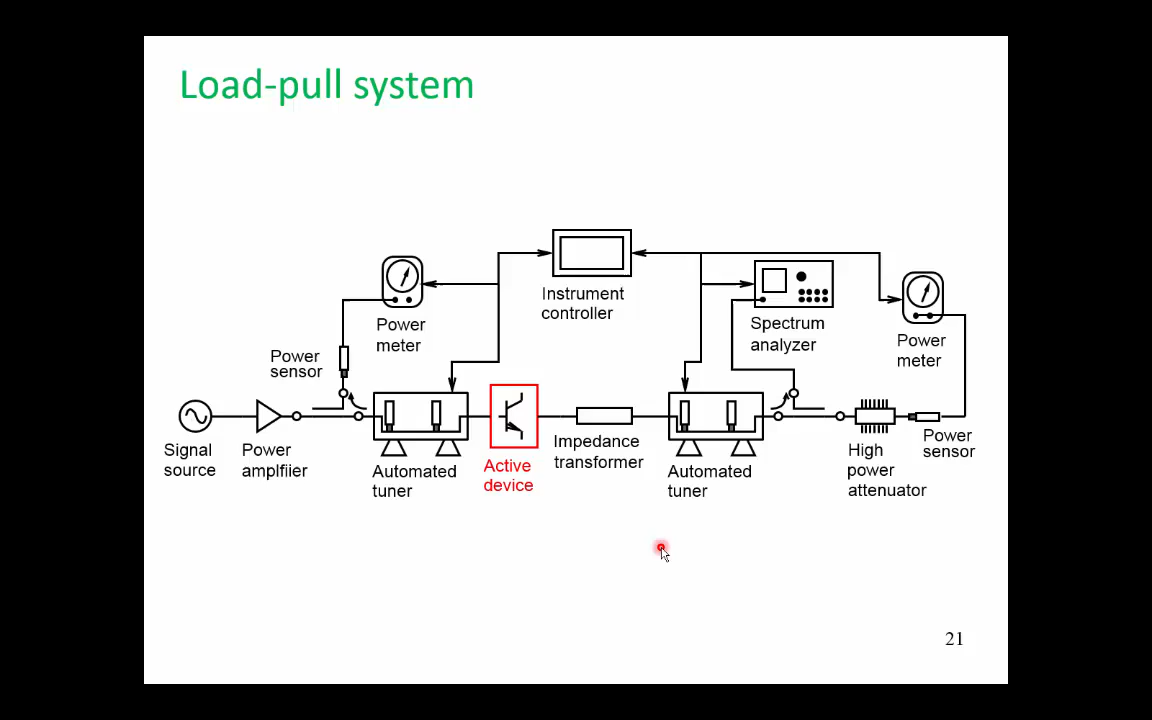 Load-pull system
Instrument
controller
Power
meter
Spectrum
analyzer
Power
meter
Power
sensor
Signal
source
Power
amplfiier
Automated
tuner
Active
device
Impedance
transformer
Automated
tuner
High
power
attenuator
Power
sensor
21